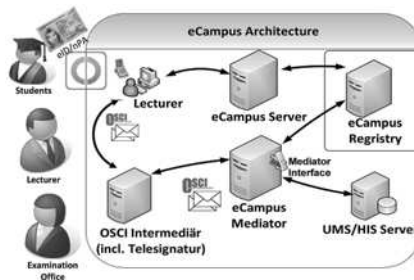 eCampus Architecture
eID/nPA
Students
Lecturer
eCampus Server
eCampus
Regristry
OSCI
Lecturer
Mediator
Interface
OSCI
OSCI Intermediär
(incl. Telesignatur)
eCampus
Mediator
UMS/HIS Server
Examination
Office